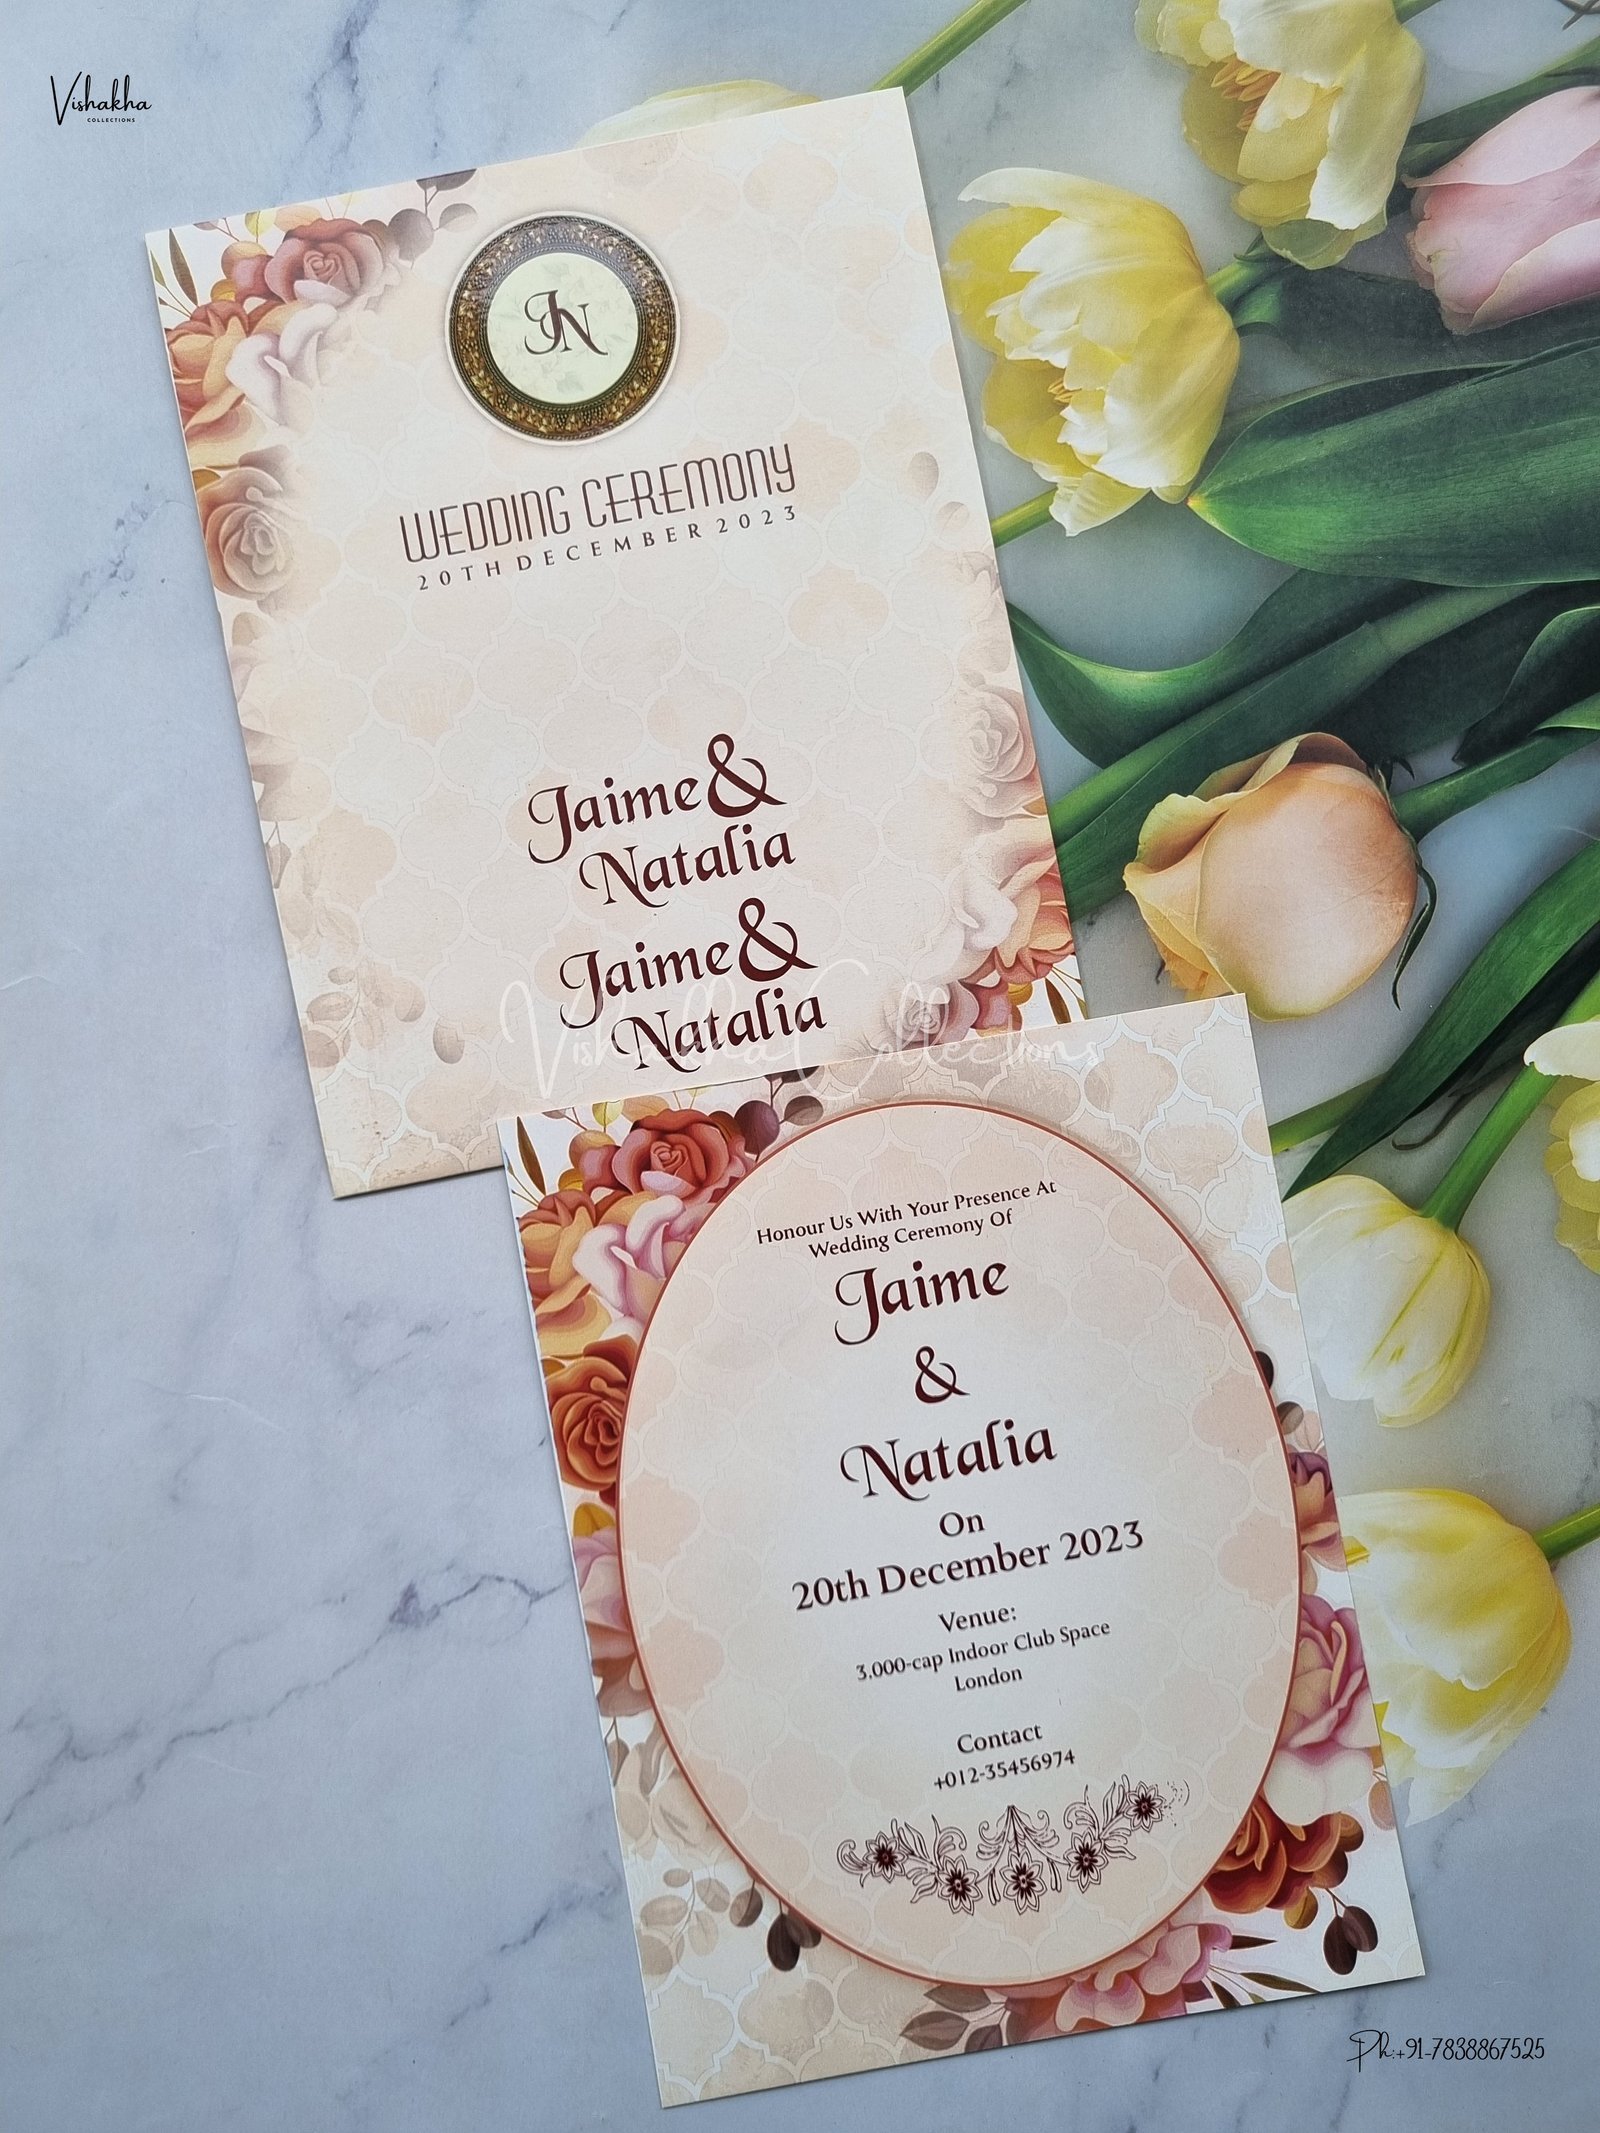 Vishakha
COLLECTIONS
JN
WEDDING CEREMONY
20TH DECEMBER 2023
Jaime &
Natalia
Jaime &
Natalia
Vishakha Collections
Honour Us With Your Presence At
Wedding Ceremony Of
Jaime
&
Natalia
On
20th December 2023
Venue:
3.000-cap Indoor Club Space
London
Contact
+012-35456974
Ph:+91-7838867525